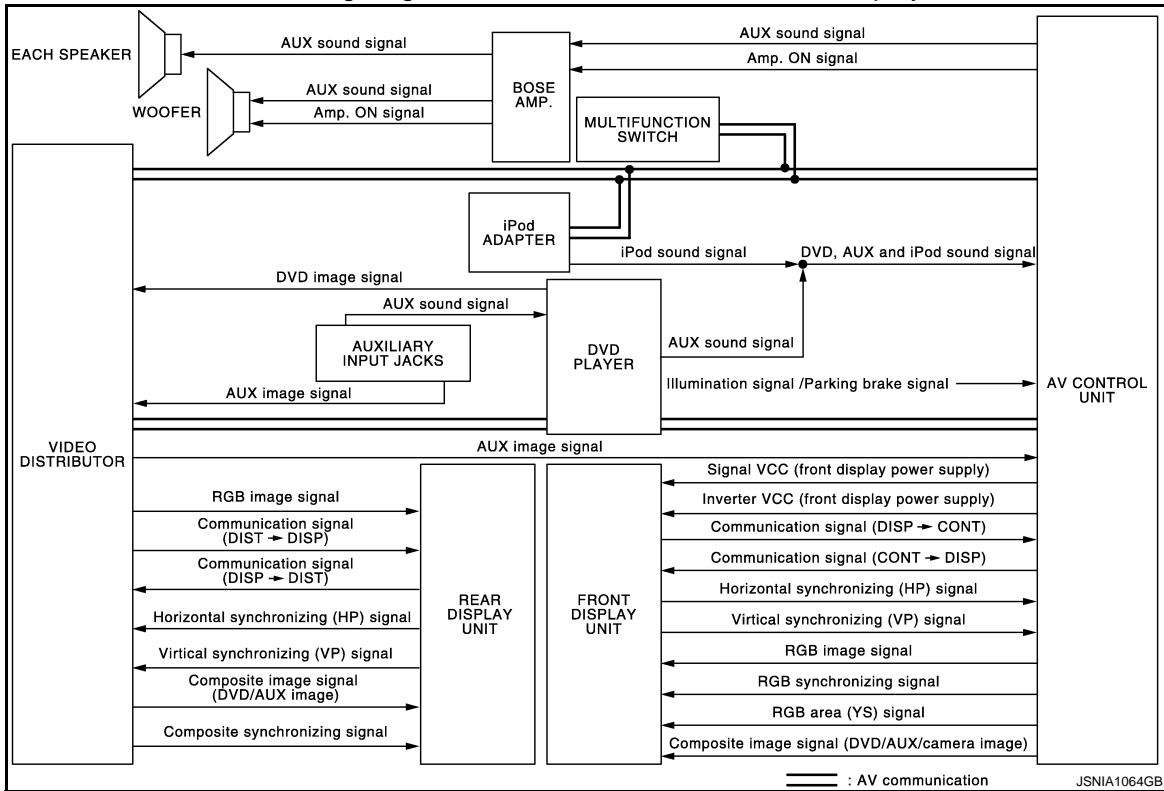 EACH SPEAKER
AUX sound signal
WOOFER
AUX sound signal
Amp. ON signal
BOSE
AMP.
AUX sound signal
Amp. ON signal
MULTIFUNCTION
SWITCH
iPod
ADAPTER
iPod sound signal
DVD, AUX and iPod sound signal
DVD image signal
AUX sound signal
AUXILIARY
INPUT JACKS
AUX image signal
DVD
PLAYER
AUX sound signal
Illumination signal /Parking brake signal
AV CONTROL
UNIT
VIDEO
DISTRIBUTOR
AUX image signal
RGB image signal
Communication signal
(DIST → DISP)
Communication signal
(DISP → DIST)
Horizontal synchronizing (HP) signal
Virtical synchronizing (VP) signal
Composite image signal
(DVD/AUX image)
Composite synchronizing signal
REAR
DISPLAY
UNIT
FRONT
DISPLAY
UNIT
Signal VCC (front display power supply)
Inverter VCC (front display power supply)
Communication signal (DISP → CONT)
Communication signal (CONT → DISP)
Horizontal synchronizing (HP) signal
Virtical synchronizing (VP) signal
RGB image signal
RGB synchronizing signal
RGB area (YS) signal
Composite image signal (DVD/AUX/camera image)
: AV communication
JSNIA1064GB